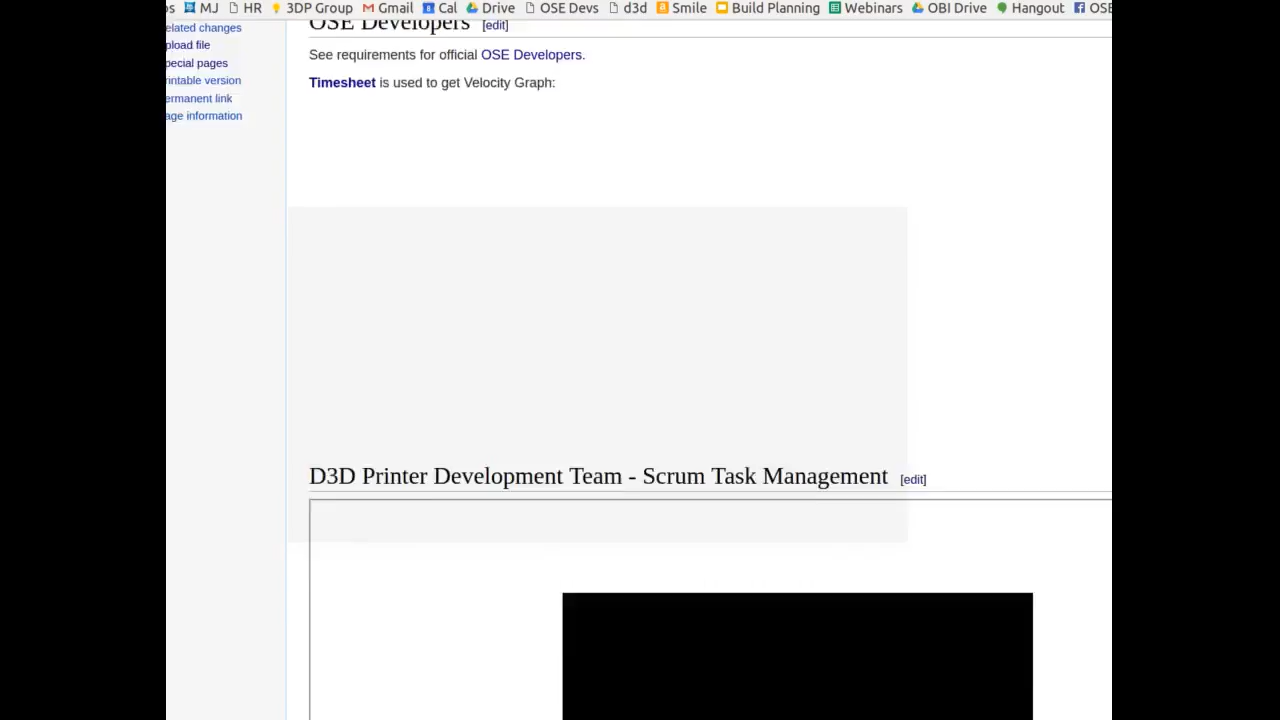 os MJ HR 3DP Group Gmail Cal Drive OSE Devs d3d Smile Build Planning Webinars OBI Drive Hangout OSE
elated changes
pload file
pecial pages
rintable version
ermanent link
age information
OSE Developers [edit]
See requirements for official OSE Developers.
Timesheet is used to get Velocity Graph:
D3D Printer Development Team - Scrum Task Management [edit]